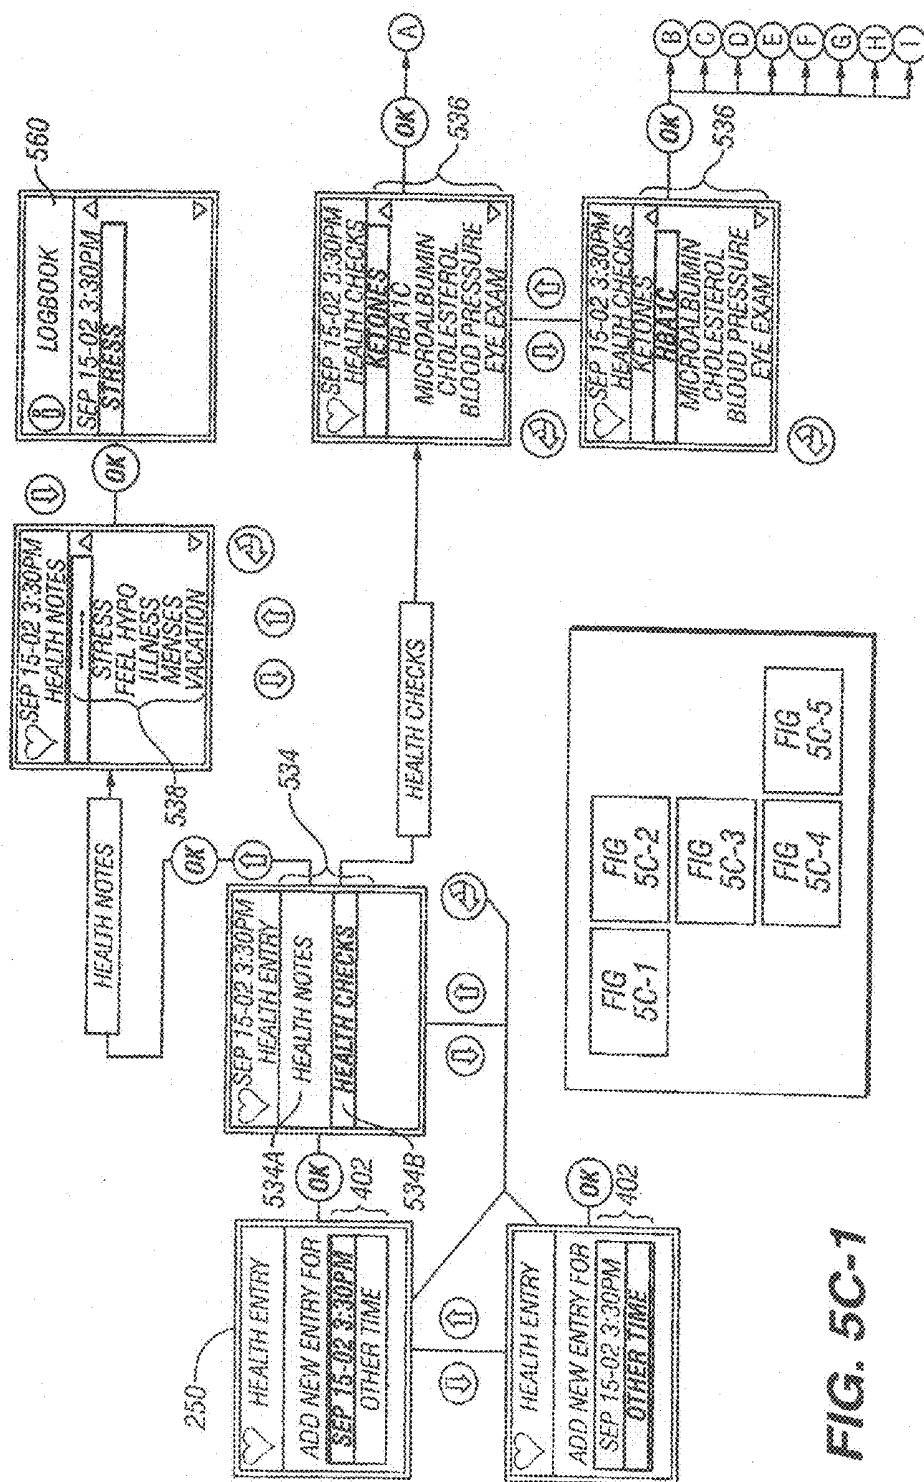 250
HEALTH ENTRY
ADD NEW ENTRY FOR
SEP 15-02 3:30PM
OTHER TIME
402
OK
HEALTH ENTRY
ADD NEW ENTRY FOR
SEP 15-02 3:30PM
OTHER TIME
402
OK
534A
534B
SEP 15-02 3:30PM
HEALTH ENTRY
HEALTH NOTES
HEALTH CHECKS
534
OK
HEALTH NOTES
538
SEP 15-02 3:30PM
HEALTH NOTES
STRESS
FEEL HYPO
ILLNESS
MENSES
VACATION
OK
560
LOGBOOK
SEP 15-02 3:30PM
STRESS
HEALTH CHECKS
SEP 15-02 3:30PM
HEALTH CHECKS
KETONES
HBA1C
MICROALBUMIN
CHOLESTEROL
BLOOD PRESSURE
EYE EXAM
536
OK
A
SEP 15-02 3:30PM
HEALTH CHECKS
KETONES
HBA1C
MICROALBUMIN
CHOLESTEROL
BLOOD PRESSURE
EYE EXAM
536
OK
B
C
D
E
F
G
H
I
FIG
5C-1
FIG
5C-2
FIG
5C-3
FIG
5C-4
FIG
5C-5
FIG. 5C-1